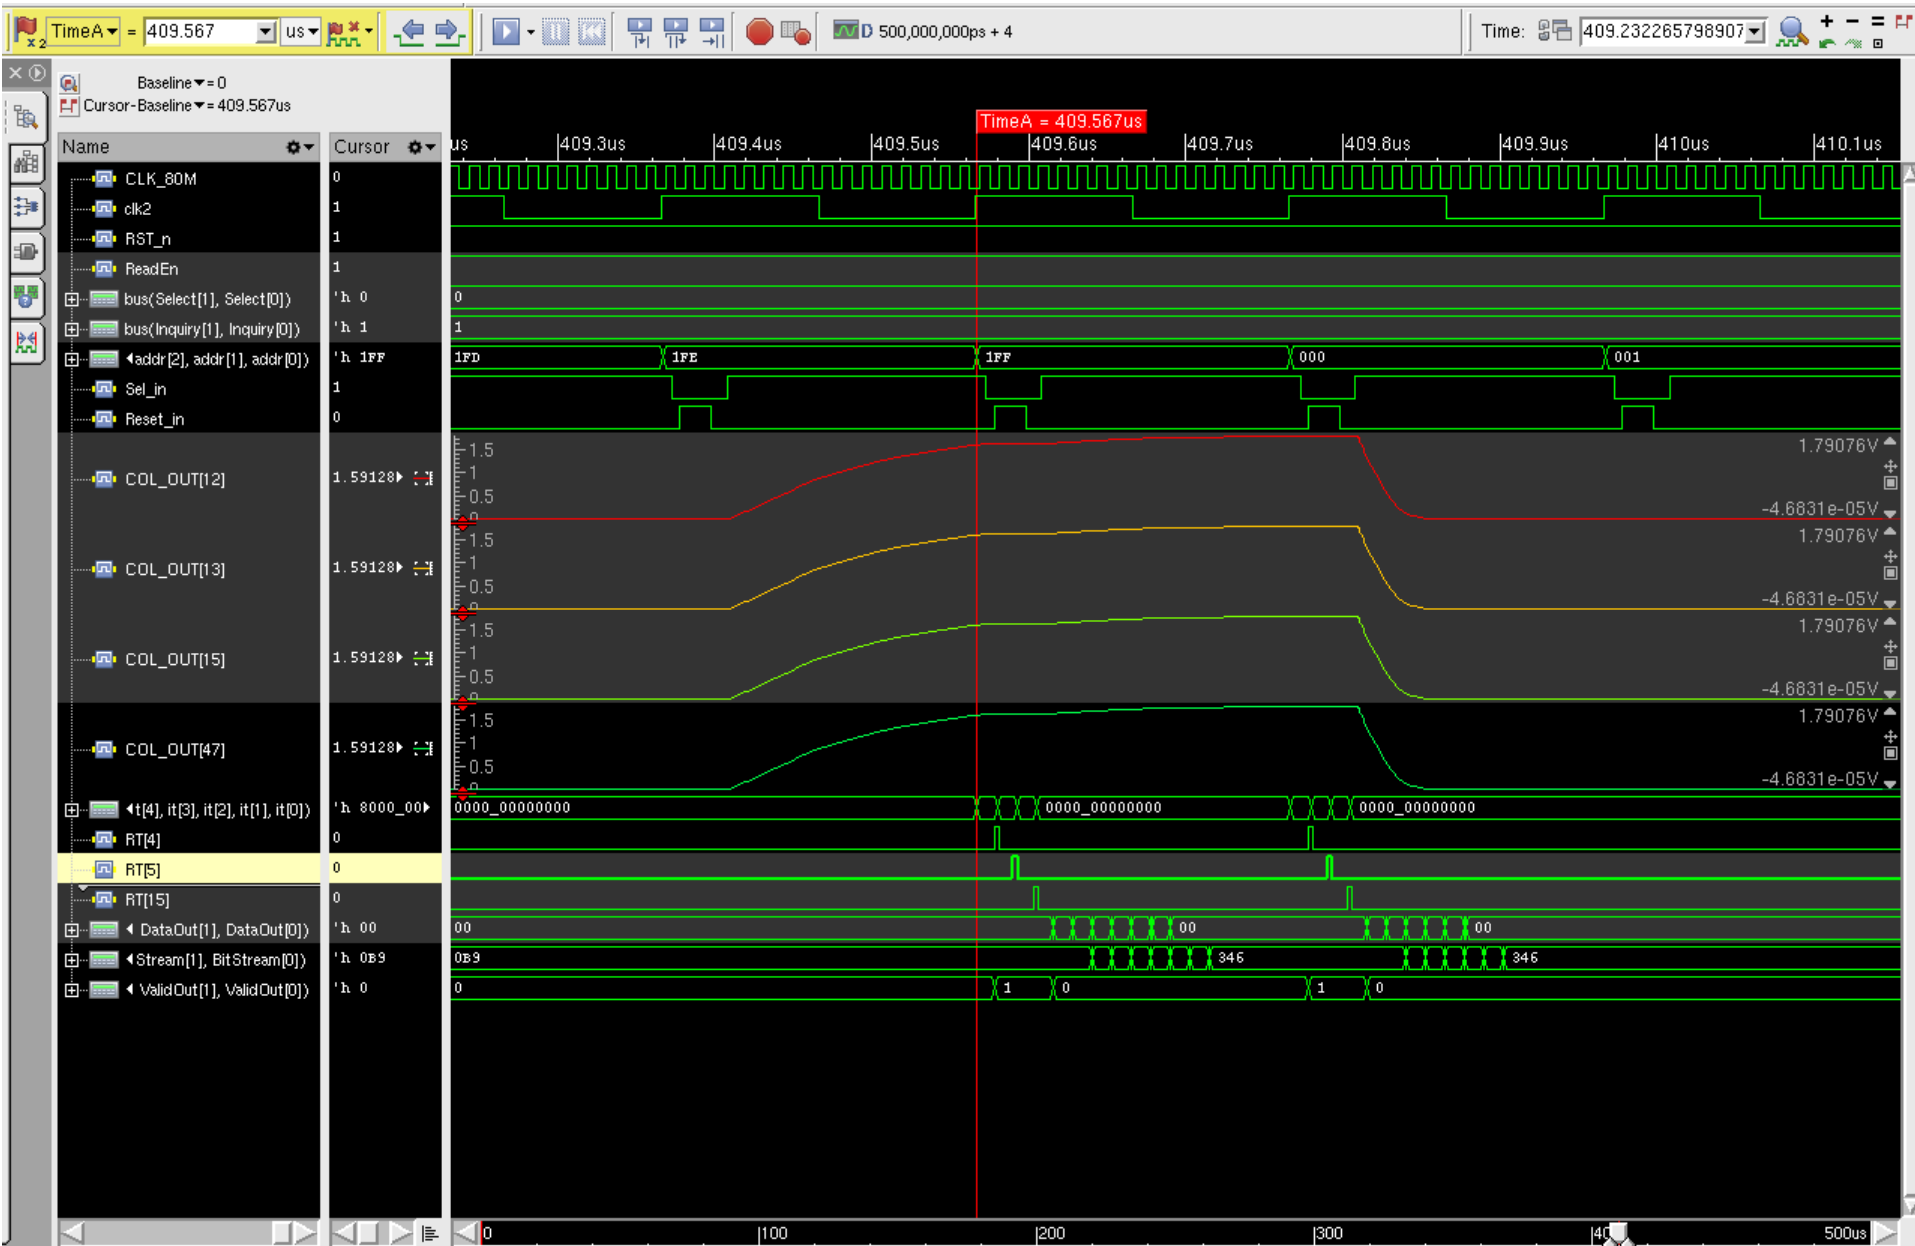 x2 TimeA = 409.567 us 500,000,000ps + 4 Time: 409.232265798907
Baseline = 0
Cursor-Baseline = 409.567us
TimeA = 409.567us
Name Cursor us 409.3us 409.4us 409.5us 409.6us 409.7us 409.8us 409.9us 410us 410.1us
CLK_80M 0
clk2 1
RST_n 1
ReadEn 1
bus(Select[1], Select[0]) 'h 0 0
bus(Inquiry[1], Inquiry[0]) 'h 1 1
addr[2], addr[1], addr[0]) 'h 1FF 1FD 1FE 1FF 000 001
Sel_in 1
Reset_in 0
1.5 1.79076V
1
COL_OUT[12] 1.59128
0.5
0 -4.6831e-05V
1.5 1.79076V
1
COL_OUT[13] 1.59128
0.5
0 -4.6831e-05V
1.5 1.79076V
1
COL_OUT[15] 1.59128
0.5
0 -4.6831e-05V
1.5 1.79076V
1
COL_OUT[47] 1.59128
0.5
0 -4.6831e-05V
t[4], it[3], it[2], it[1], it[0]) 'h 8000_00 0000_00000000 0000_00000000 0000_00000000
RT[4] 0
RT[5] 0
RT[15] 0
DataOut[1], DataOut[0]) 'h 00 00 00 00
Stream[1], BitStream[0]) 'h 0B9 0B9 346 346
ValidOut[1], ValidOut[0]) 'h 0 0 1 0 1 0
0 100 200 300 40 500us